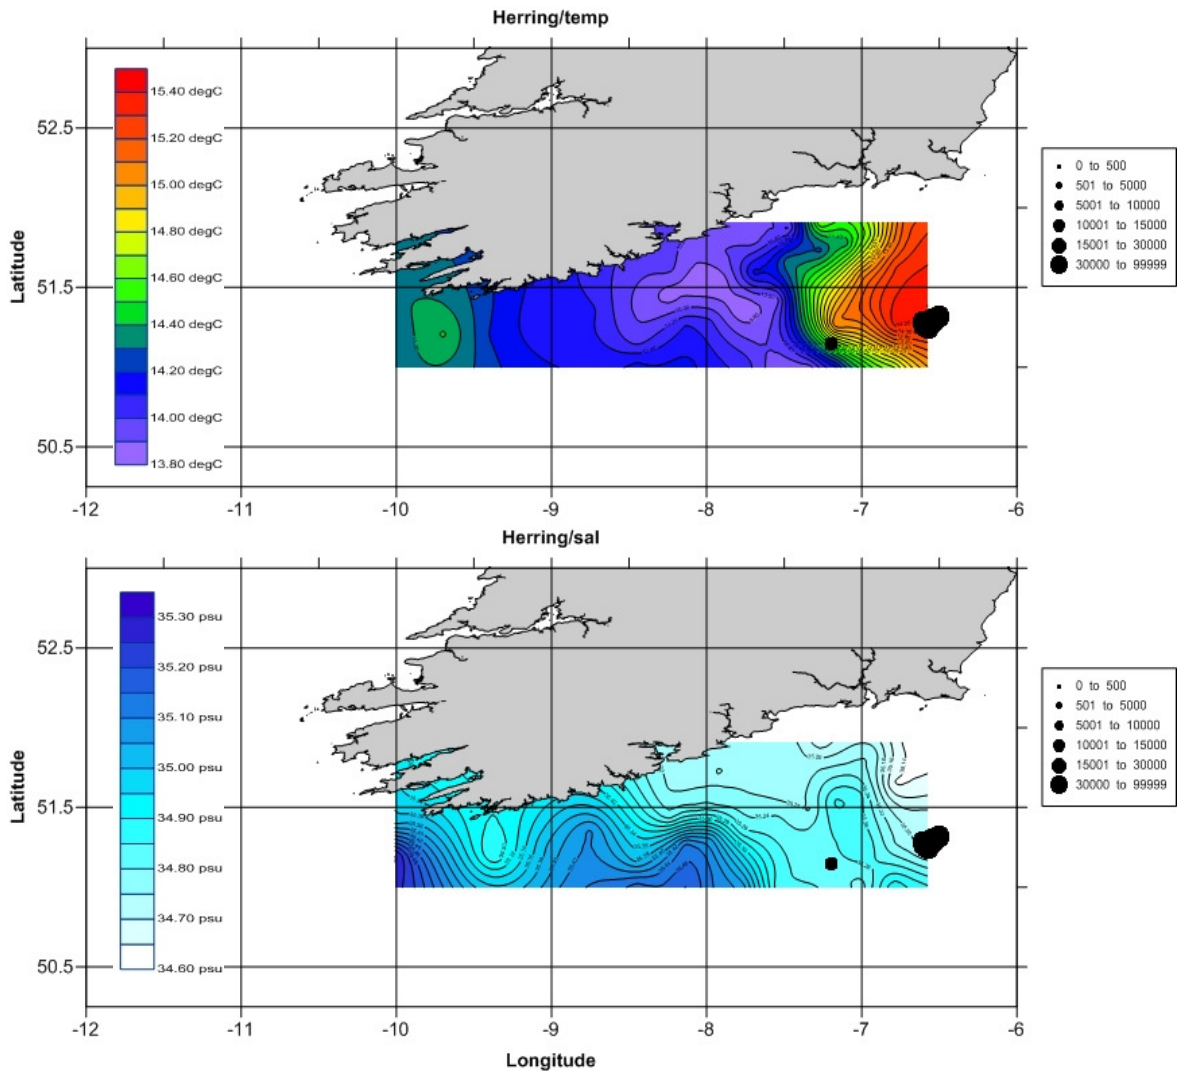 Herring/temp
15.40 degC
15.20 degC
15.00 degC
14.80 degC
14.60 degC
14.40 degC
14.20 degC
14.00 degC
13.80 degC
52.5
51.5
50.5
Latitude
-12 -11 -10 -9 -8 -7 -6
0 to 500
501 to 5000
5001 to 10000
10001 to 15000
15001 to 30000
30000 to 99999
Herring/sal
35.30 psu
35.20 psu
35.10 psu
35.00 psu
34.90 psu
34.80 psu
34.70 psu
34.60 psu
52.5
51.5
50.5
Latitude
-12 -11 -10 -9 -8 -7 -6
Longitude
0 to 500
501 to 5000
5001 to 10000
10001 to 15000
15001 to 30000
30000 to 99999